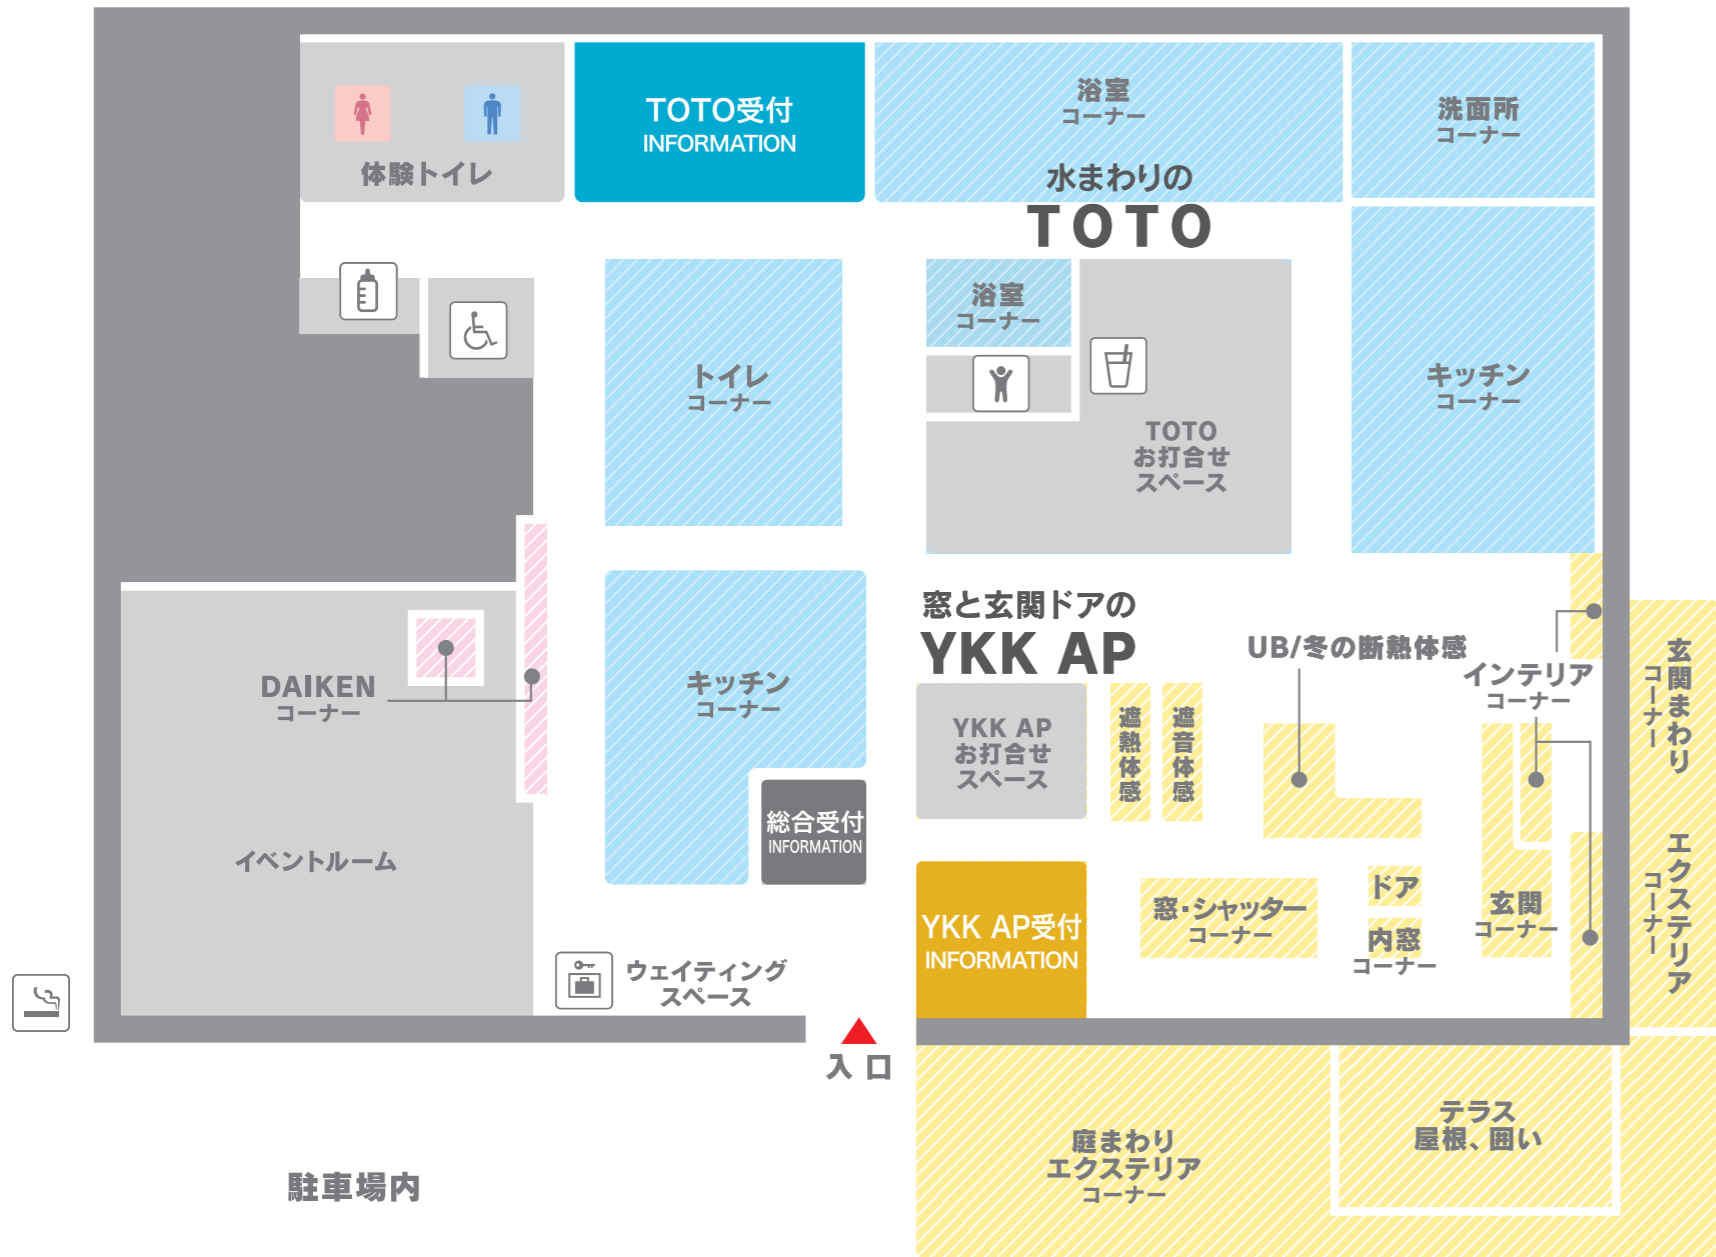 体験トイレ
TOTO受付
INFORMATION
浴室
コーナー
洗面所
コーナー
水まわりの
TOTO
トイレ
コーナー
浴室
コーナー
TOTO
お打合せ
スペース
キッチン
コーナー
DAIKEN
コーナー
イベントルーム
キッチン
コーナー
総合受付
INFORMATION
窓と玄関ドアの
YKK AP
YKK AP
お打合せ
スペース
遮熱体感
遮音体感
UB/冬の断熱体感
インテリア
コーナー
玄関まわり
コーナー
エクステリア
コーナー
YKK AP受付
INFORMATION
窓・シャッター
コーナー
ドア
内窓
コーナー
玄関
コーナー
ウェイティング
スペース
入口
駐車場内
庭まわり
エクステリア
コーナー
テラス
屋根、囲い